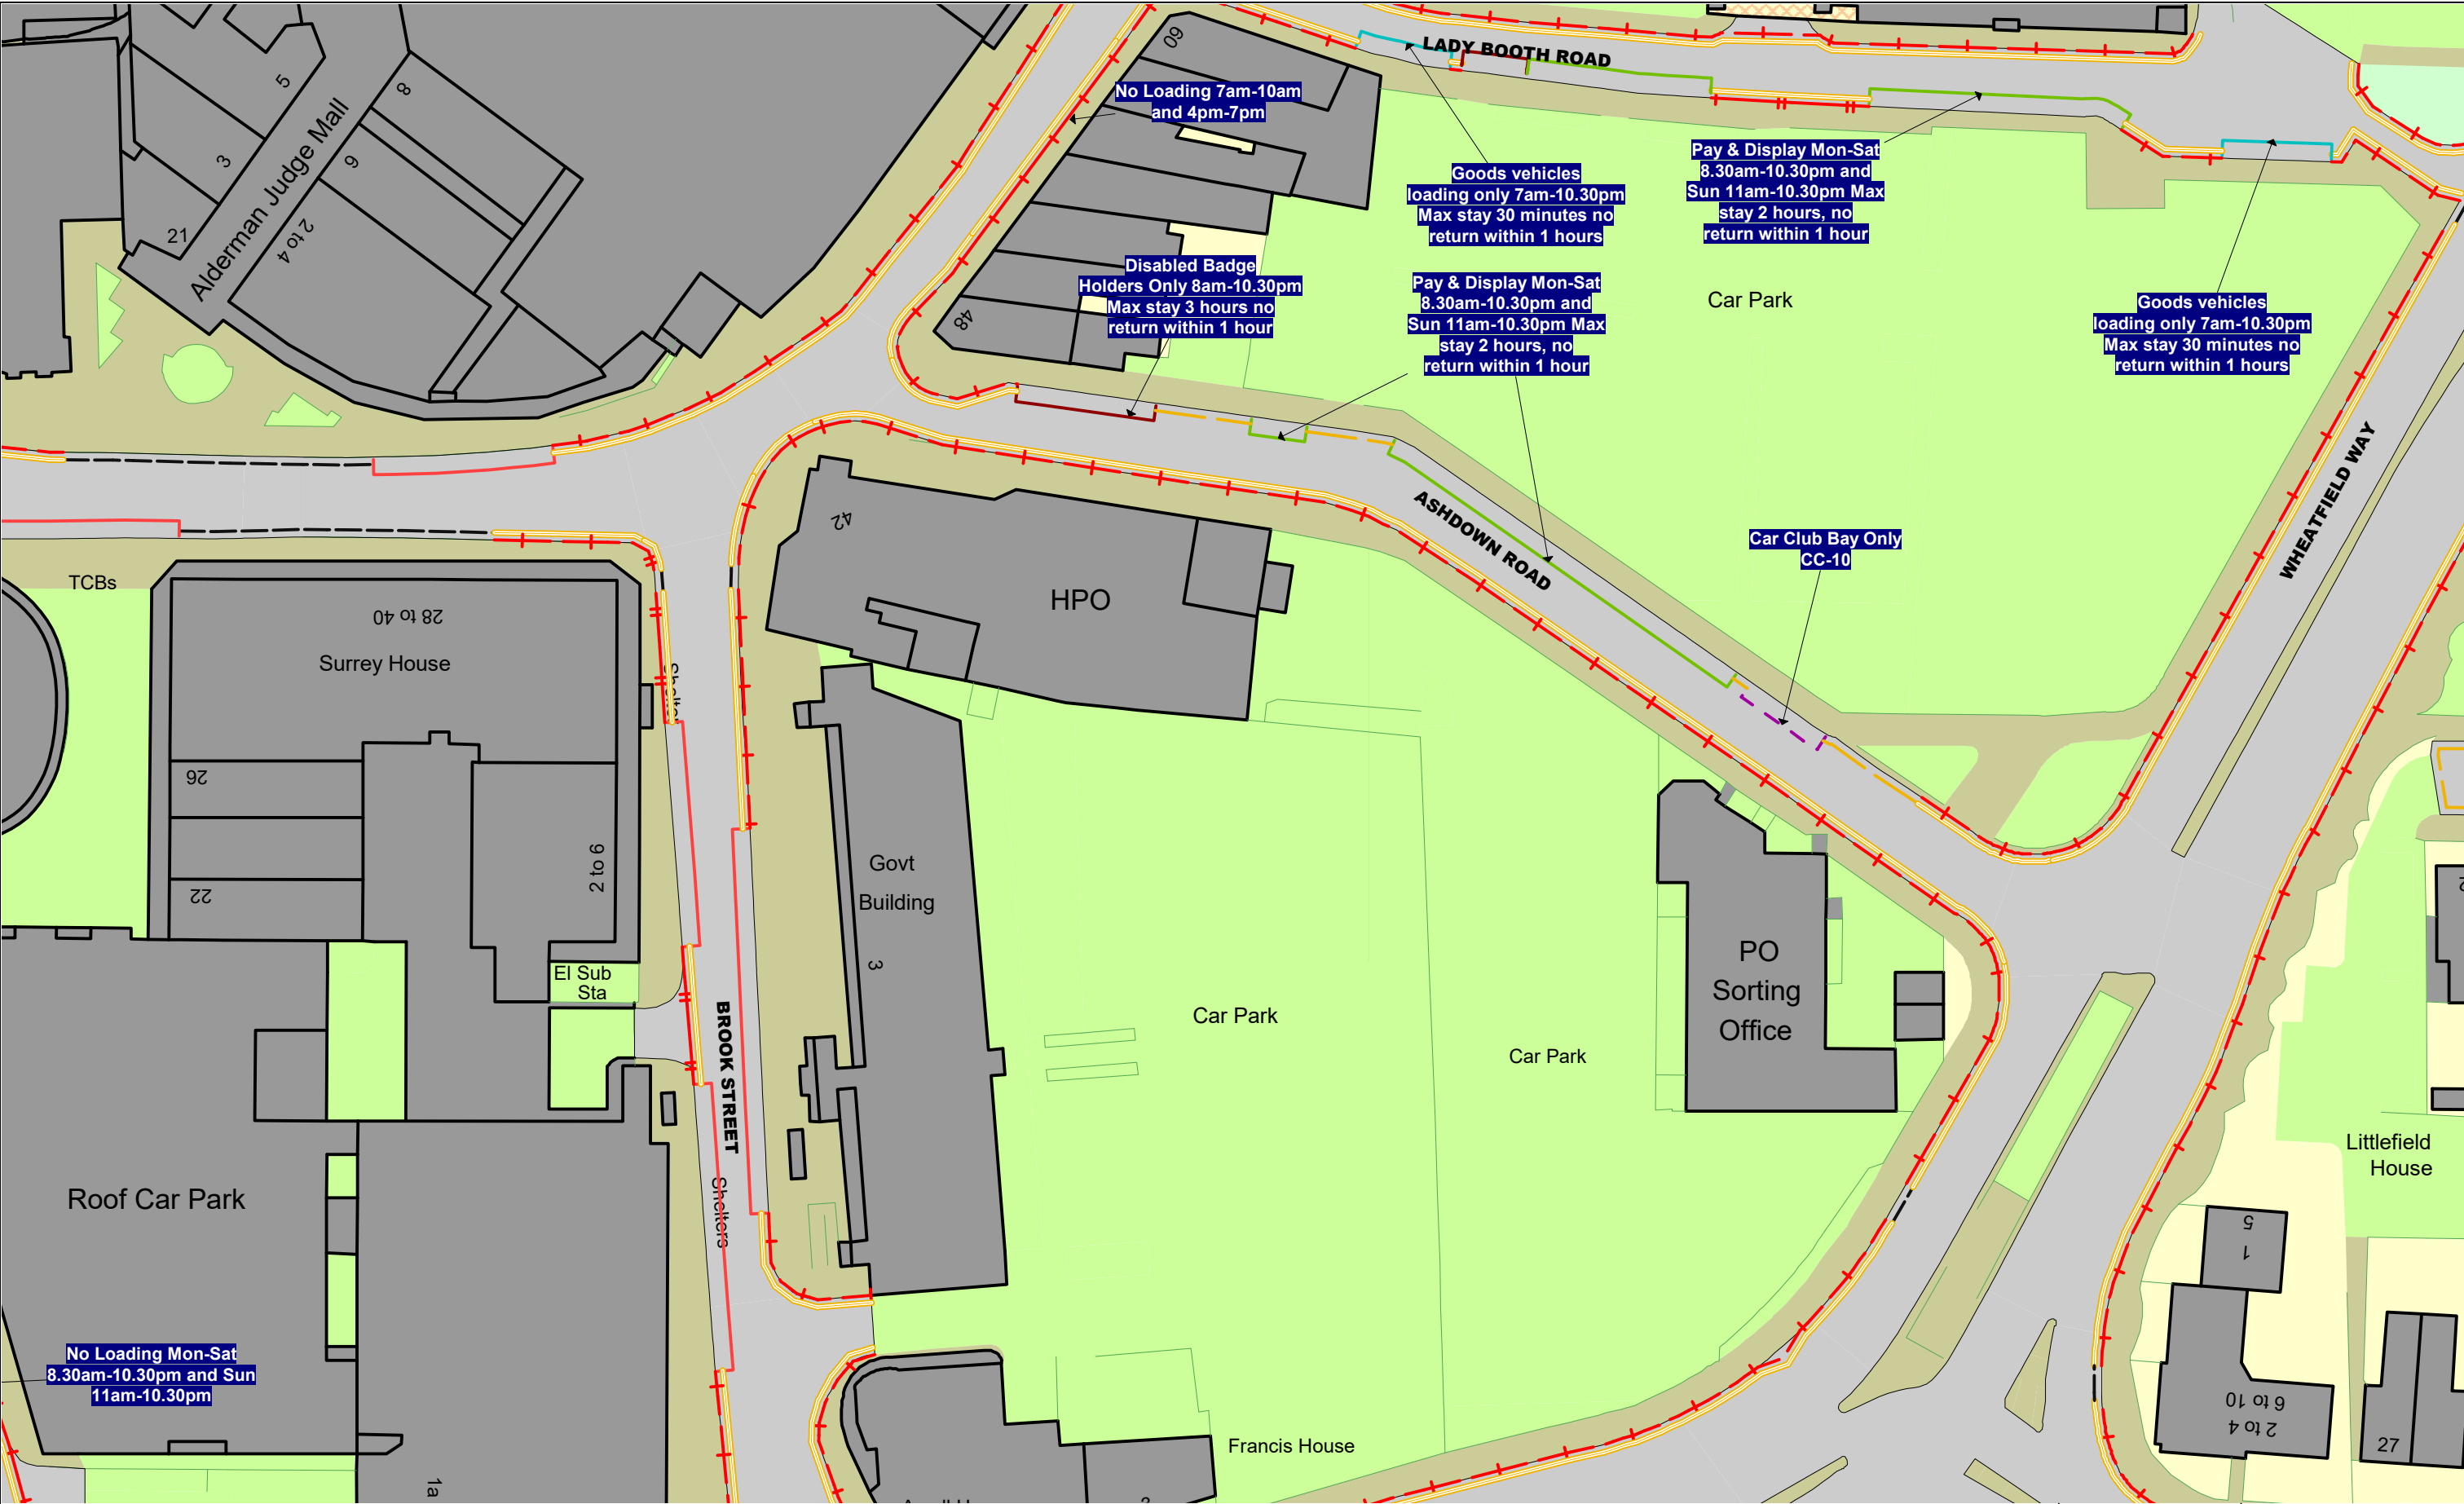 LADY BOOTH ROAD
60
No Loading 7am-10am
and 4pm-7pm
5
8
Alderman Judge Mall
3
9
21
2 to 4
Goods vehicles
loading only 7am-10.30pm
Max stay 30 minutes no
return within 1 hours
Pay & Display Mon-Sat
8.30am-10.30pm and
Sun 11am-10.30pm Max
stay 2 hours, no
return within 1 hour
Disabled Badge
Holders Only 8am-10.30pm
Max stay 3 hours no
return within 1 hour
48
Pay & Display Mon-Sat
8.30am-10.30pm and
Sun 11am-10.30pm Max
stay 2 hours, no
return within 1 hour
Car Park
Goods vehicles
loading only 7am-10.30pm
Max stay 30 minutes no
return within 1 hours
WHEATFIELD WAY
ASHDOWN ROAD
42
HPO
Car Club Bay Only
CC-10
TCBs
28 to 40
Surrey House
Shelter
26
22
2 to 6
Govt
Building
3
El Sub
Sta
BROOK STREET
Shelters
Car Park
Car Park
PO
Sorting
Office
Littlefield
House
Roof Car Park
5
1
No Loading Mon-Sat
8.30am-10.30pm and Sun
11am-10.30pm
6 to 10
2 to 4
27
Francis House
1a